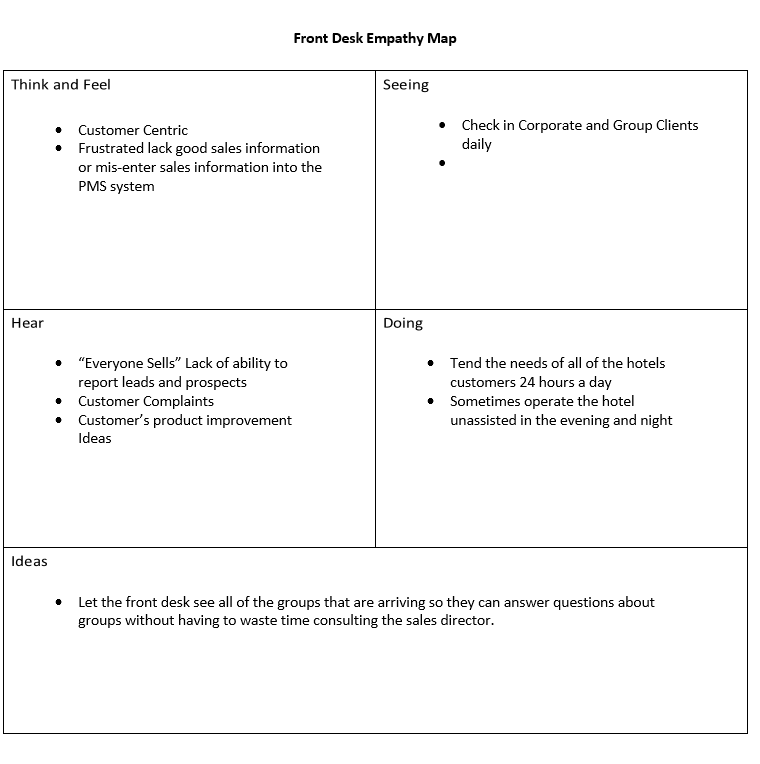 Front Desk Empathy Map
Think and Feel
• Customer Centric
• Frustrated lack good sales information
or mis-enter sales information into the
PMS system
Seeing
• Check in Corporate and Group Clients
daily
•
Hear
• “Everyone Sells” Lack of ability to
report leads and prospects
• Customer Complaints
• Customer’s product improvement
Ideas
Doing
• Tend the needs of all of the hotels
customers 24 hours a day
• Sometimes operate the hotel
unassisted in the evening and night
Ideas
• Let the front desk see all of the groups that are arriving so they can answer questions about
groups without having to waste time consulting the sales director.